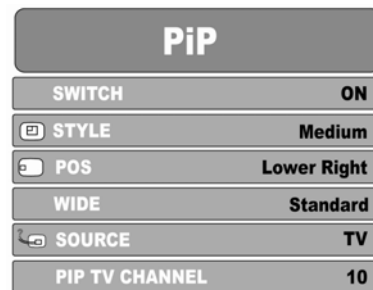 PiP
SWITCH ON
STYLE Medium
POS Lower Right
WIDE Standard
SOURCE TV
PIP TV CHANNEL 10